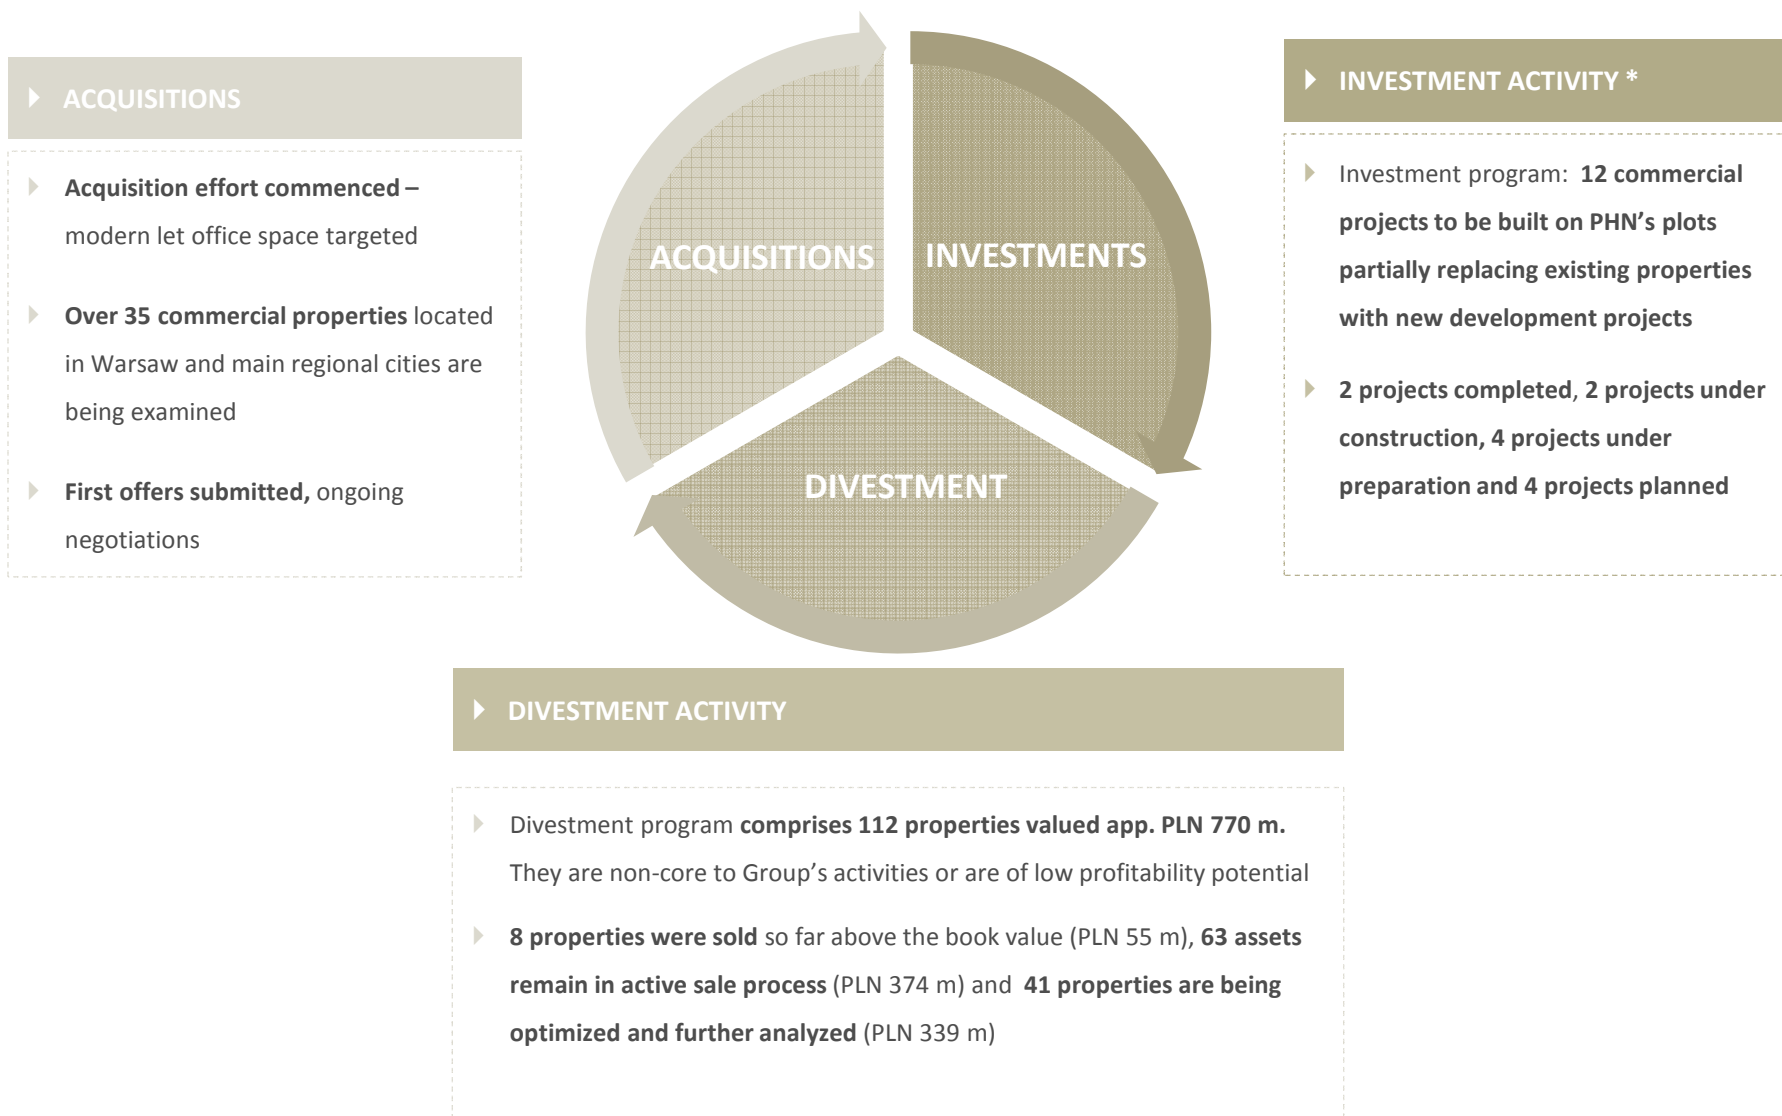 ACQUISITIONS
Acquisition effort commenced –
modern let office space targeted
Over 35 commercial properties located
in Warsaw and main regional cities are
being examined
First offers submitted, ongoing
negotiations
ACQUISITIONS
INVESTMENTS
DIVESTMENT
INVESTMENT ACTIVITY *
Investment program: 12 commercial
projects to be built on PHN’s plots
partially replacing existing properties
with new development projects
2 projects completed, 2 projects under
construction, 4 projects under
preparation and 4 projects planned
DIVESTMENT ACTIVITY
Divestment program comprises 112 properties valued app. PLN 770 m.
They are non-core to Group’s activities or are of low profitability potential
8 properties were sold so far above the book value (PLN 55 m), 63 assets
remain in active sale process (PLN 374 m) and 41 properties are being
optimized and further analyzed (PLN 339 m)